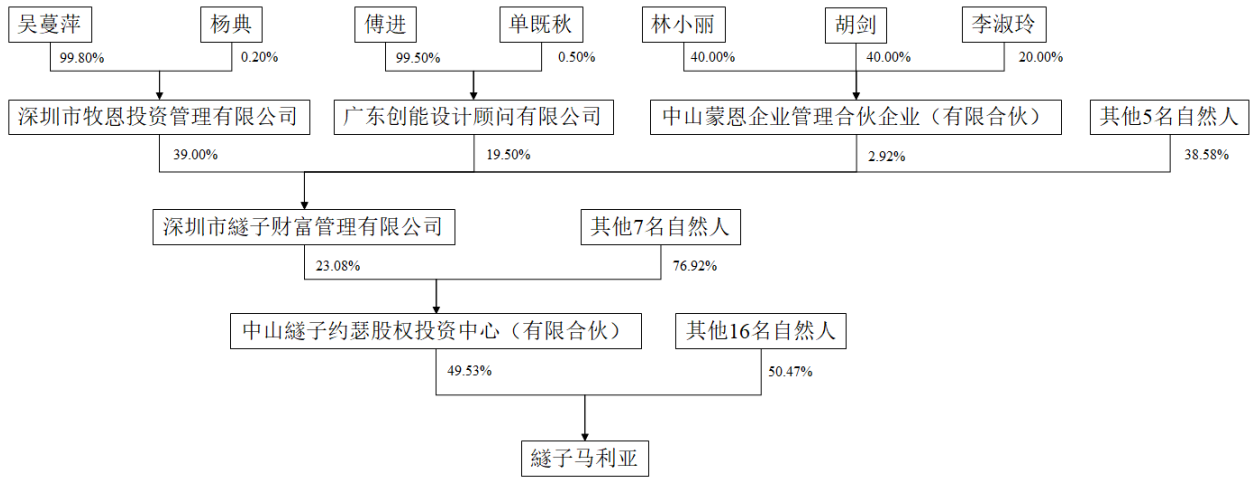 吴蔓萍
杨典
傅进
单既秋
林小丽
胡剑
李淑玲
99.80%
0.20%
99.50%
0.50%
40.00%
40.00%
20.00%
深圳市牧恩投资管理有限公司
广东创能设计顾问有限公司
中山蒙恩企业管理合伙企业（有限合伙）
其他5名自然人
39.00%
19.50%
2.92%
38.58%
深圳市繸子财富管理有限公司
其他7名自然人
23.08%
76.92%
中山繸子约瑟股权投资中心（有限合伙）
其他16名自然人
49.53%
50.47%
繸子马利亚